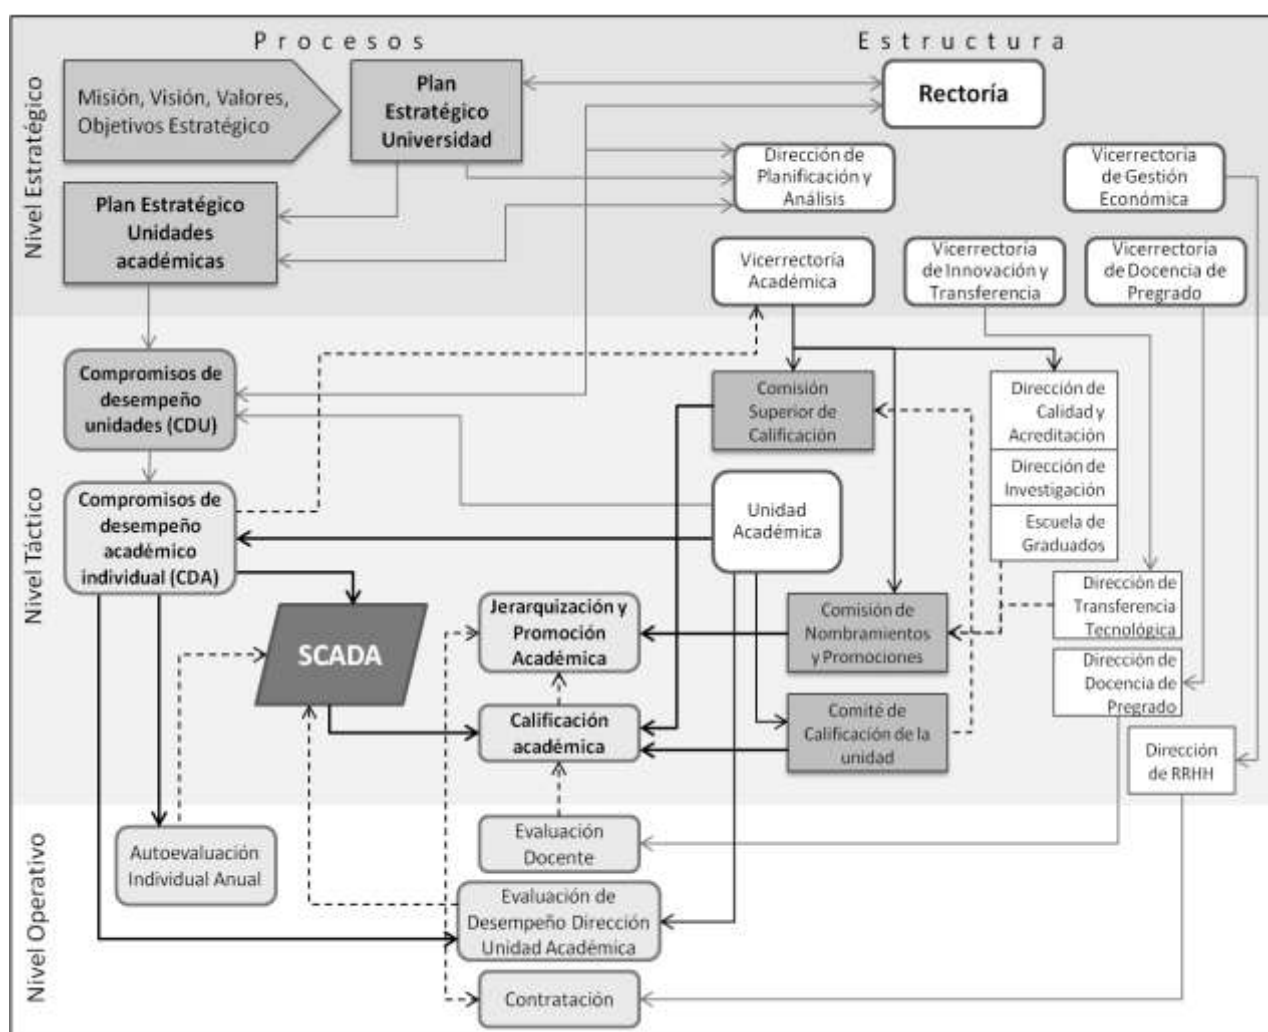 Procesos
Estructura
Nivel Estratégico
Misión, Visión, Valores,
Objetivos Estratégico
Plan
Estratégico
Universidad
Rectoría
Dirección de
Planificación y
Análisis
Vicerrectoría
de Gestión
Económica
Plan Estratégico
Unidades
académicas
Vicerrectoría
Académica
Vicerrectoría
de Innovación y
Transferencia
Vicerrectoría
de Docencia de
Pregrado
Nivel Táctico
Compromisos de
desempeño
unidades (CDU)
Comisión
Superior de
Calificación
Dirección de
Calidad y
Acreditación
Dirección de
Investigación
Escuela de
Graduados
Compromisos de
desempeño
académico
individual (CDA)
Unidad
Académica
SCADA
Jerarquización y
Promoción
Académica
Comisión de
Nombramientos
y Promociones
Dirección de
Transferencia
Tecnológica
Dirección de
Docencia de
Pregrado
Calificación
académica
Comité de
Calificación de la
unidad
Dirección
de RRHH
Nivel Operativo
Autoevaluación
Individual Anual
Evaluación
Docente
Evaluación de
Desempeño Dirección
Unidad Académica
Contratación